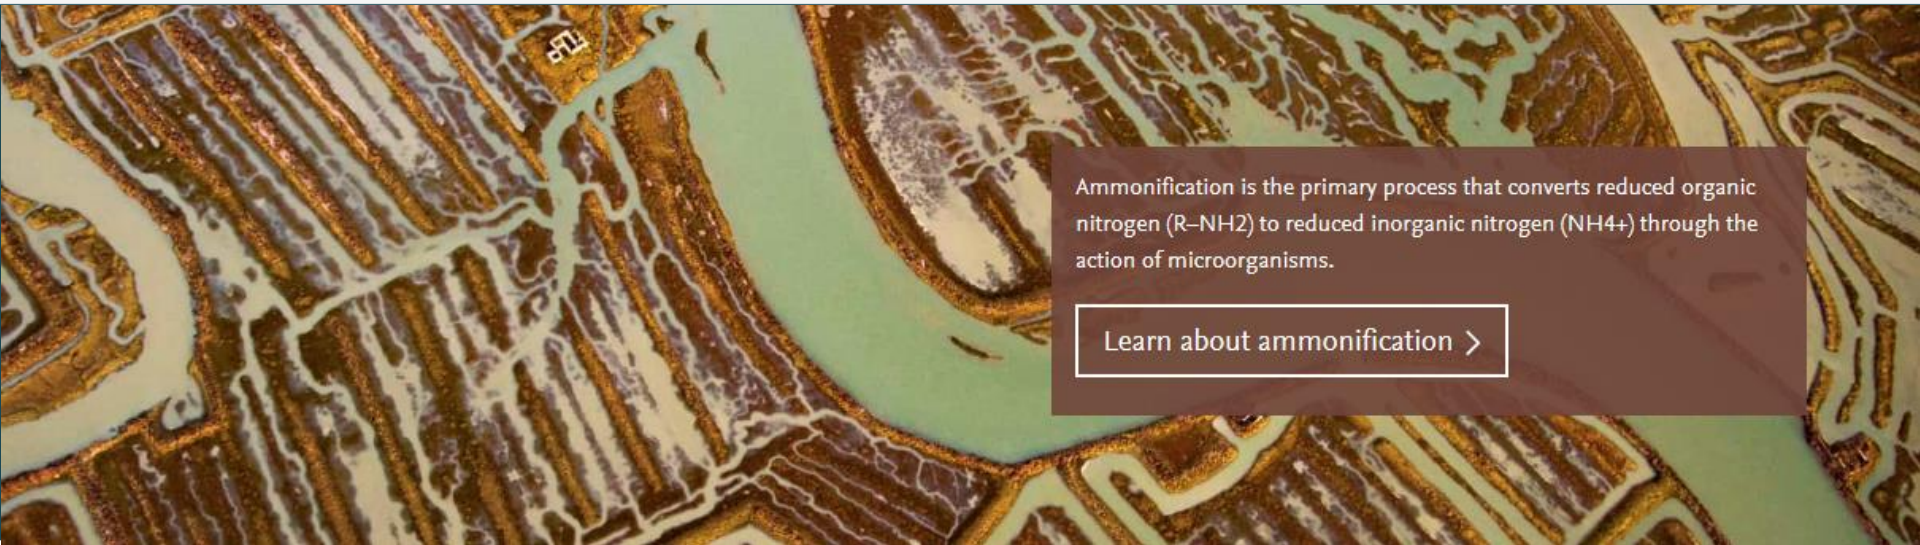 Ammonification is the primary process that converts reduced organic
nitrogen (R–NH2) to reduced inorganic nitrogen (NH4+) through the
action of microorganisms.
Learn about ammonification >